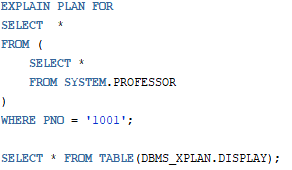 EXPLAIN PLAN FOR
SELECT  *
FROM (
    SELECT *
    FROM SYSTEM.PROFESSOR
)
WHERE PNO = '1001';

SELECT * FROM TABLE(DBMS_XPLAN.DISPLAY);